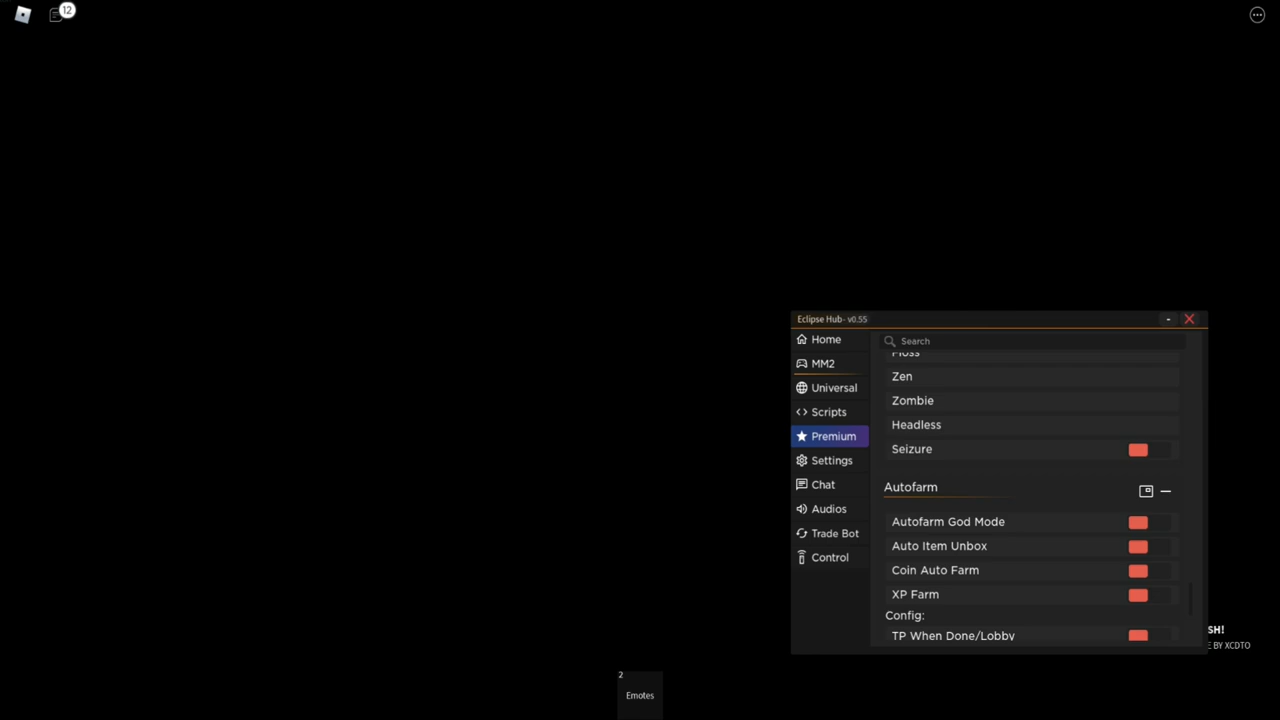 12
Eclipse Hub- v0.55
Home
MM2
Universal
Scripts
Premium
Settings
Chat
Audios
Trade Bot
Control
Search
Floss
Zen
Zombie
Headless
Seizure
Autofarm
Autofarm God Mode
Auto Item Unbox
Coin Auto Farm
XP Farm
Config:
TP When Done/Lobby
SH!
E BY XCDTO
2
Emotes